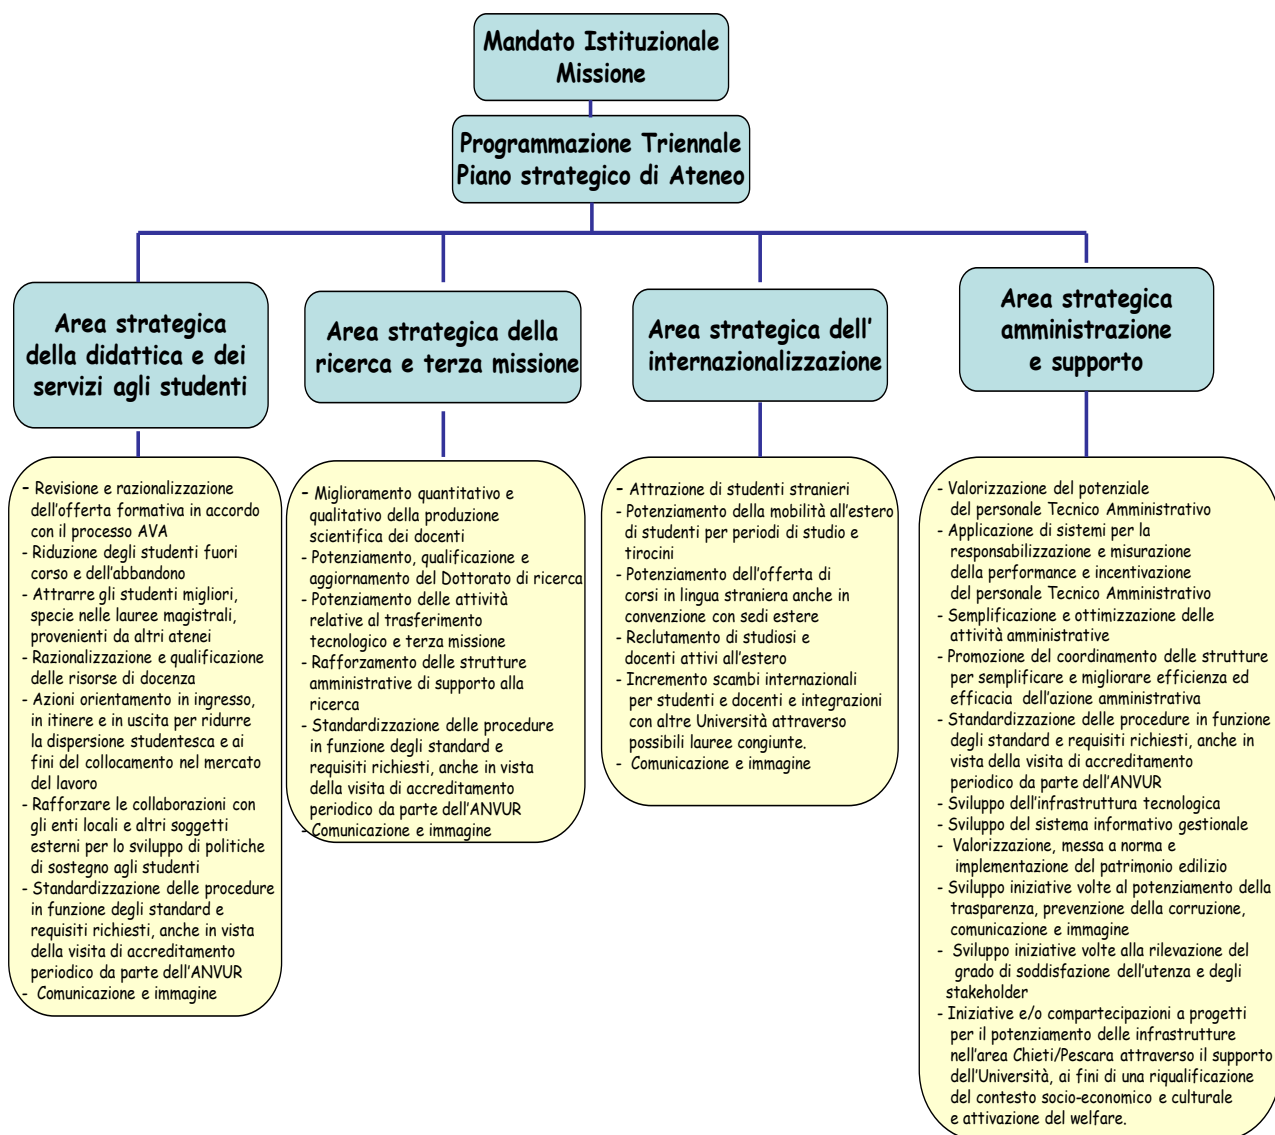 Mandato Istituzionale
Missione
Programmazione Triennale
Piano strategico di Ateneo
Area strategica
della didattica e dei
servizi agli studenti
Area strategica della
ricerca e terza missione
Area strategica dell'
internazionalizzazione
Area strategica
amministrazione
e supporto
- Revisione e razionalizzazione
dell'offerta formativa in accordo
con il processo AVA
- Riduzione degli studenti fuori
corso e dell'abbandono
- Attrarre gli studenti migliori,
specie nelle lauree magistrali,
provenienti da altri atenei
- Razionalizzazione e qualificazione
delle risorse di docenza
- Azioni orientamento in ingresso,
in itinere e in uscita per ridurre
la dispersione studentesca e ai
fini del collocamento nel mercato
del lavoro
- Rafforzare le collaborazioni con
gli enti locali e altri soggetti
esterni per lo sviluppo di politiche
di sostegno agli studenti
- Standardizzazione delle procedure
in funzione degli standard e
requisiti richiesti, anche in vista
della visita di accreditamento
periodico da parte dell'ANVUR
- Comunicazione e immagine
- Miglioramento quantitativo e
qualitativo della produzione
scientifica dei docenti
- Potenziamento, qualificazione e
aggiornamento del Dottorato di ricerca
- Potenziamento delle attività
relative al trasferimento
tecnologico e terza missione
- Rafforzamento delle strutture
amministrative di supporto alla
ricerca
- Standardizzazione delle procedure
in funzione degli standard e
requisiti richiesti, anche in vista
della visita di accreditamento
periodico da parte dell'ANVUR
- Comunicazione e immagine
- Attrazione di studenti stranieri
- Potenziamento della mobilità all'estero
di studenti per periodi di studio e
tirocini
- Potenziamento dell'offerta di
corsi in lingua straniera anche in
convenzione con sedi estere
- Reclutamento di studiosi e
docenti attivi all'estero
- Incremento scambi internazionali
per studenti e docenti e integrazioni
con altre Università attraverso
possibili lauree congiunte.
- Comunicazione e immagine
- Valorizzazione del potenziale
del personale Tecnico Amministrativo
- Applicazione di sistemi per la
responsabilizzazione e misurazione
della performance e incentivazione
del personale Tecnico Amministrativo
- Semplificazione e ottimizzazione delle
attività amministrative
- Promozione del coordinamento delle strutture
per semplificare e migliorare efficienza ed
efficacia dell'azione amministrativa
- Standardizzazione delle procedure in funzione
degli standard e requisiti richiesti, anche in
vista della visita di accreditamento
periodico da parte dell'ANVUR
- Sviluppo dell'infrastruttura tecnologica
- Sviluppo del sistema informativo gestionale
- Valorizzazione, messa a norma e
implementazione del patrimonio edilizio
- Sviluppo iniziative volte al potenziamento della
trasparenza, prevenzione della corruzione,
comunicazione e immagine
- Sviluppo iniziative volte alla rilevazione del
grado di soddisfazione dell'utenza e degli
stakeholder
- Iniziative e/o compartecipazioni a progetti
per il potenziamento delle infrastrutture
nell'area Chieti/Pescara attraverso il supporto
dell'Università, ai fini di una riqualificazione
del contesto socio-economico e culturale
e attivazione del welfare.